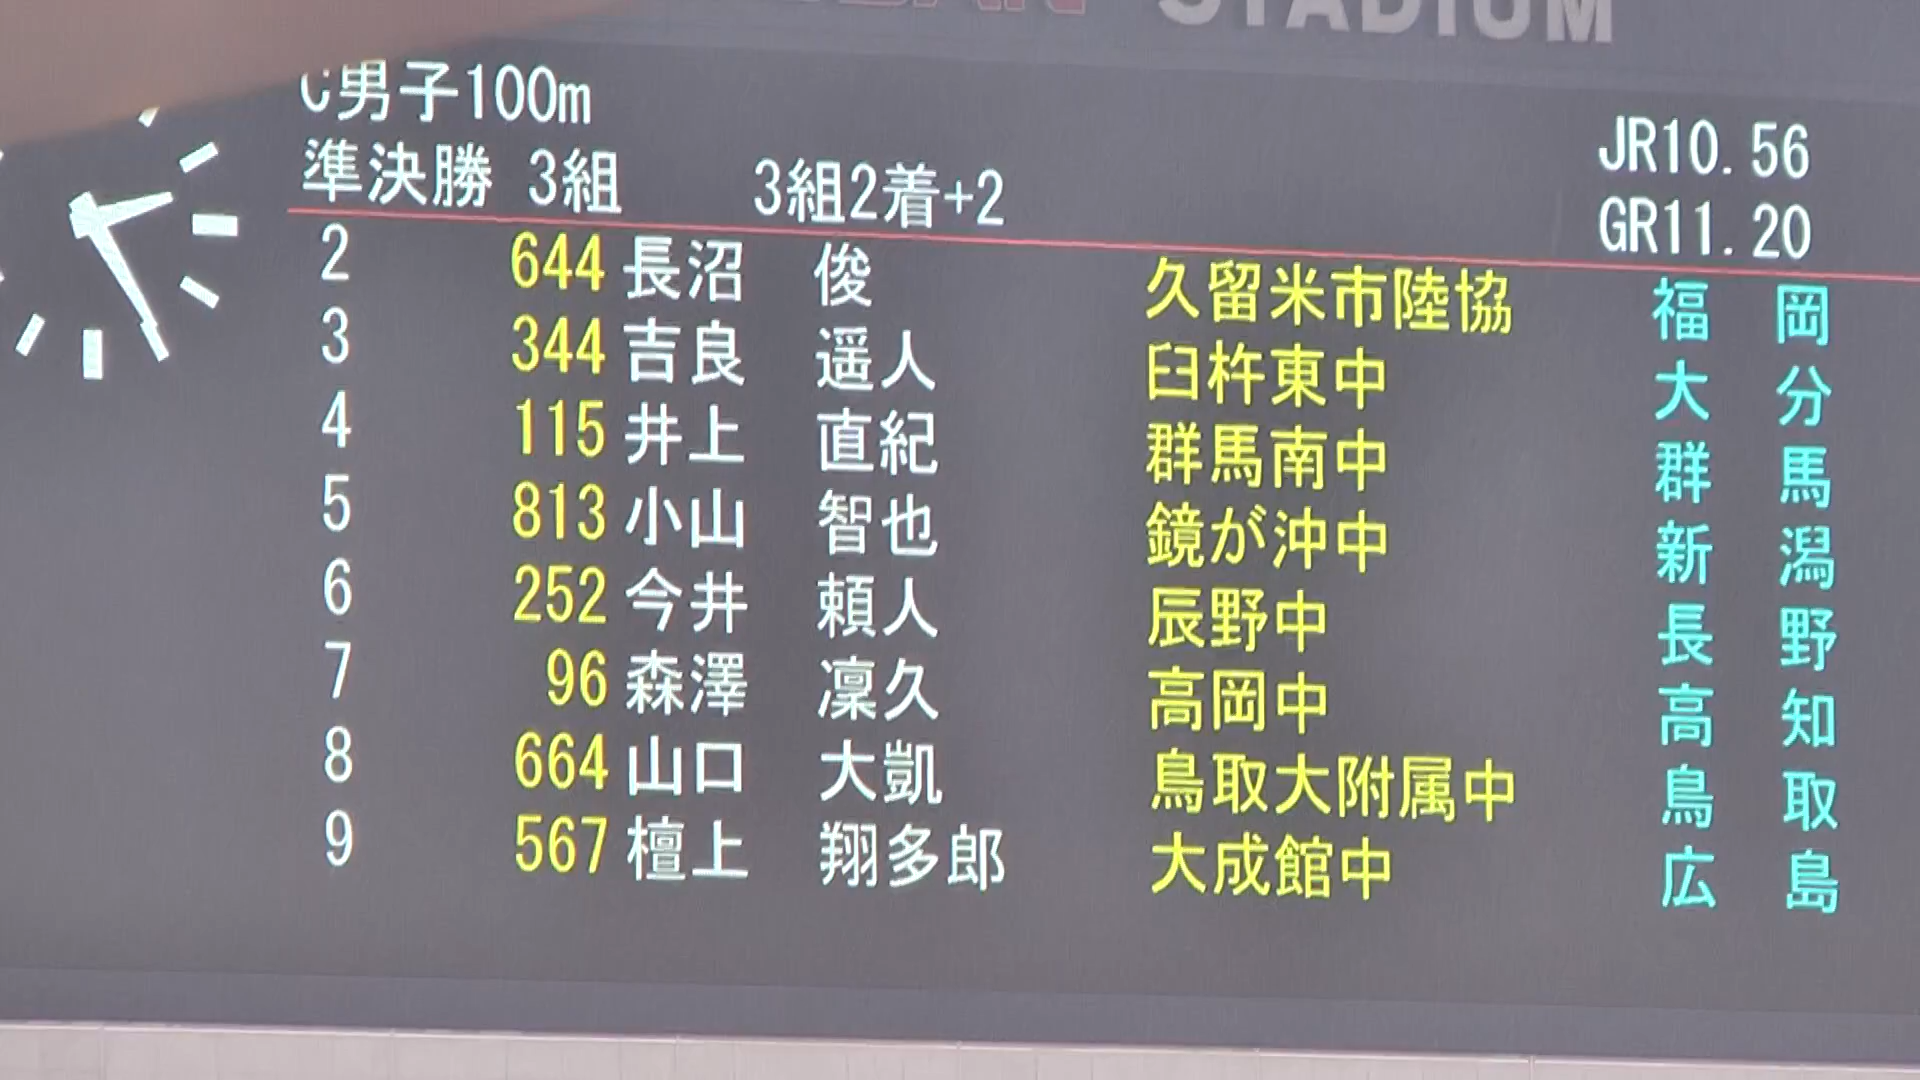 STADIUM
C男子100m
JR10.56
準決勝 3組 3組2着+2
GR11.20
2 644 長沼 俊 久留米市陸協 福岡
3 344 吉良 遥人 臼杵東中 大分
4 115 井上 直紀 群馬南中 群馬
5 813 小山 智也 鏡が沖中 新潟
6 252 今井 頼人 辰野中 長野
7 96 森澤 凜久 高岡中 高知
8 664 山口 大凱 鳥取大附属中 鳥取
9 567 檀上 翔多郎 大成館中 広島